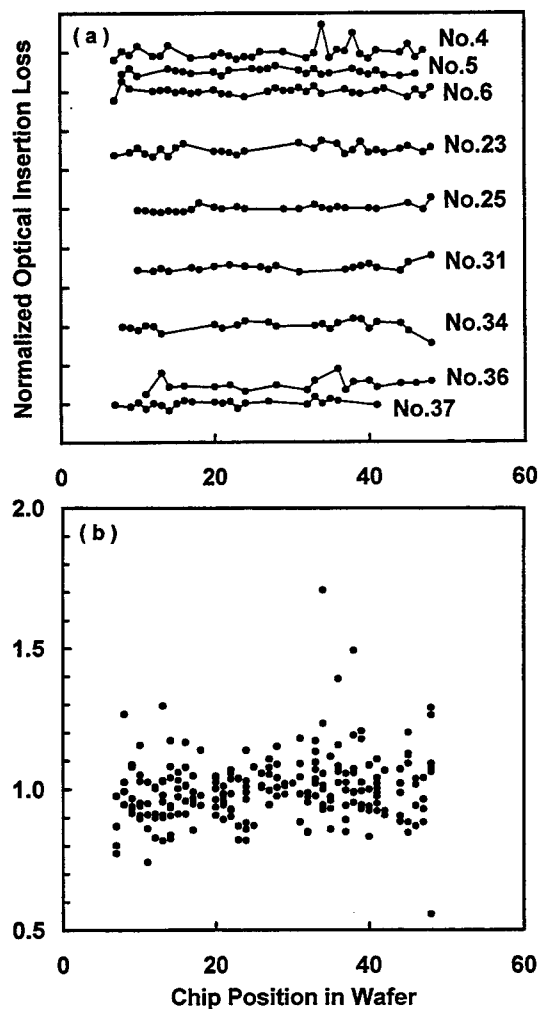 ( a )
No.4
No.5
No.6
No.23
No.25
No.31
No.34
No.36
No.37
Normalized Optical Insertion Loss
0 20 40 60
( b )
2.0
1.5
1.0
0.5
0 20 40 60
Chip Position in Wafer